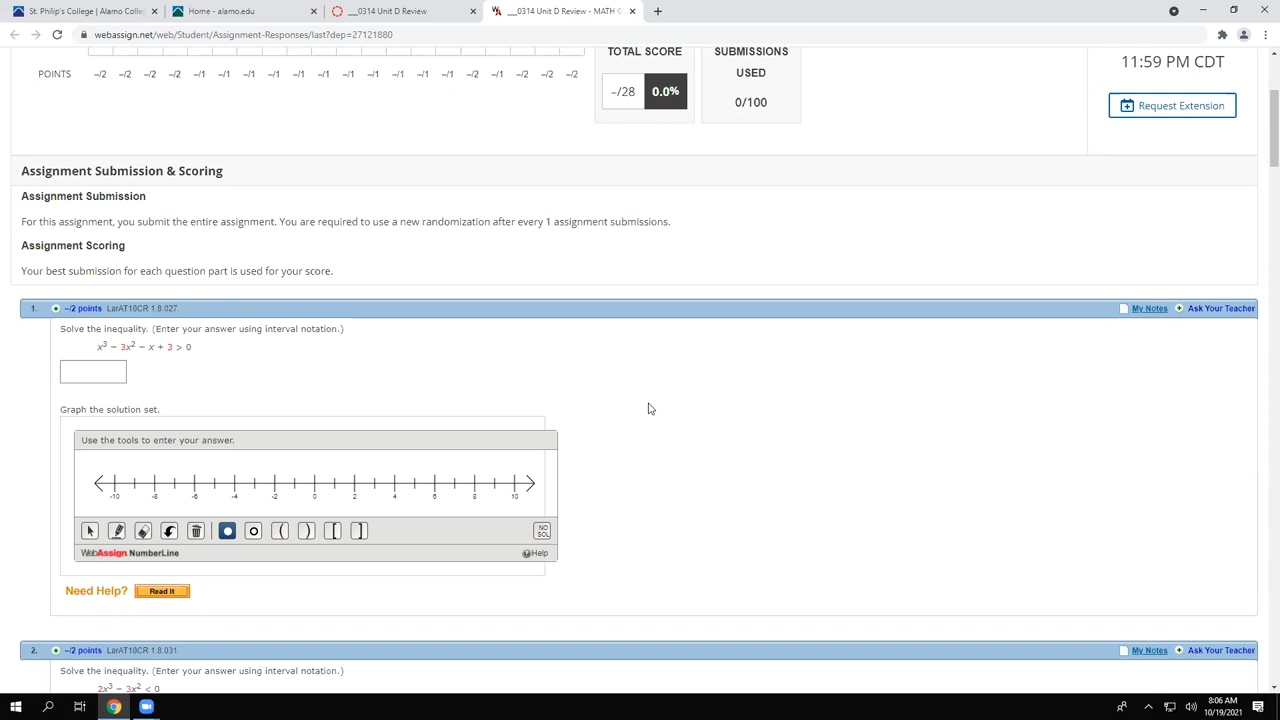 St. Philip's College | Alamo Colle
Home - alamo.edu
__0314 Unit D Review
__0314 Unit D Review - MATH 0
webassign.net/web/Student/Assignment-Responses/last?dep=27121880
POINTS –/2 –/2 –/2 –/2 –/1 –/1 –/1 –/1 –/1 –/1 –/1 –/1 –/1 –/1 –/1 –/2 –/1 –/2 –/2 –/2
TOTAL SCORE
–/28 0.0%
SUBMISSIONS
USED
0/100
11:59 PM CDT
Request Extension
Assignment Submission & Scoring
Assignment Submission
For this assignment, you submit the entire assignment. You are required to use a new randomization after every 1 assignment submissions.
Assignment Scoring
Your best submission for each question part is used for your score.
1. –/2 points LarAT10CR 1.8.027. My Notes Ask Your Teacher
Solve the inequality. (Enter your answer using interval notation.)
x³ − 3x² − x + 3 > 0
Graph the solution set.
Use the tools to enter your answer.
-10 -8 -6 -4 -2 0 2 4 6 8 10
NO
SOL
WebAssign NumberLine
Help
Need Help? Read It
2. –/2 points LarAT10CR 1.8.031. My Notes Ask Your Teacher
Solve the inequality. (Enter your answer using interval notation.)
2x³ − 3x² < 0
8:06 AM
10/19/2021